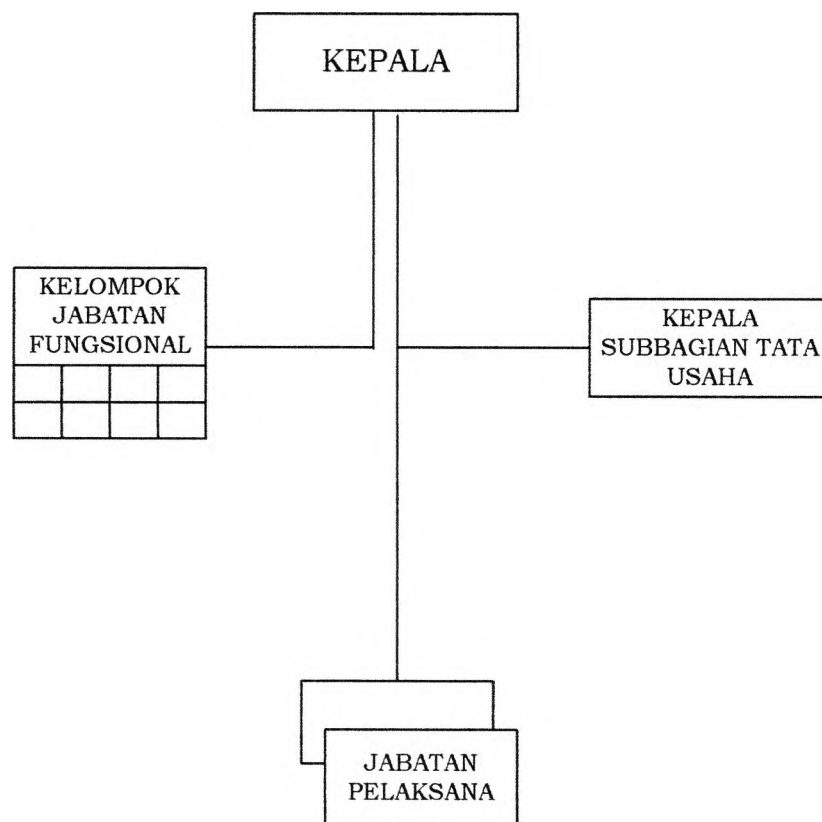 KEPALA
KELOMPOK
JABATAN
FUNGSIONAL
KEPALA
SUBBAGIAN TATA
USAHA
JABATAN
PELAKSANA